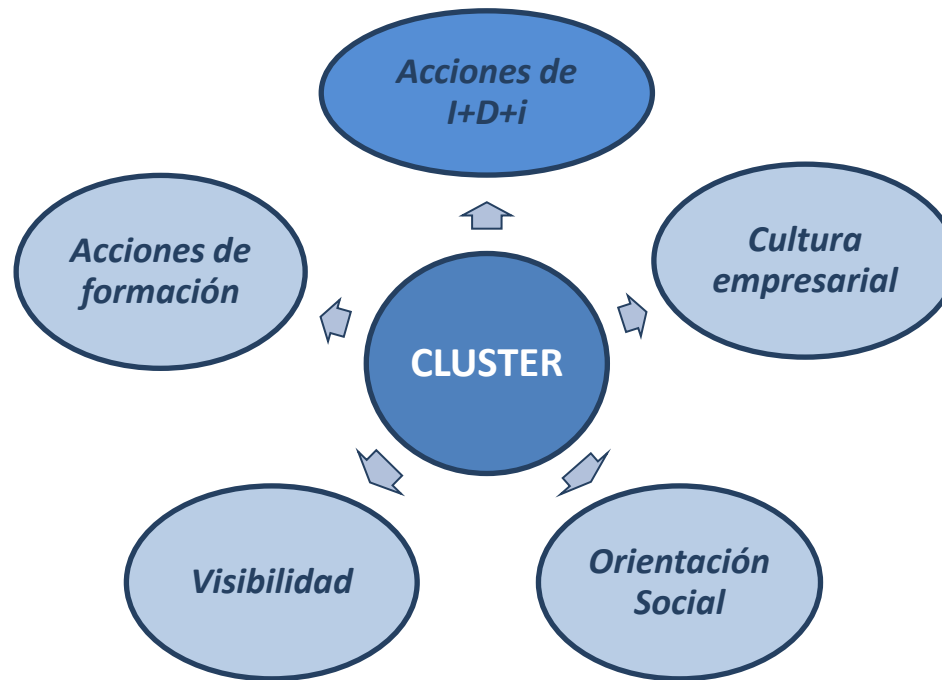 Acciones de
I+D+i
Cultura
empresarial
Acciones de
formación
CLUSTER
Visibilidad
Orientación
Social